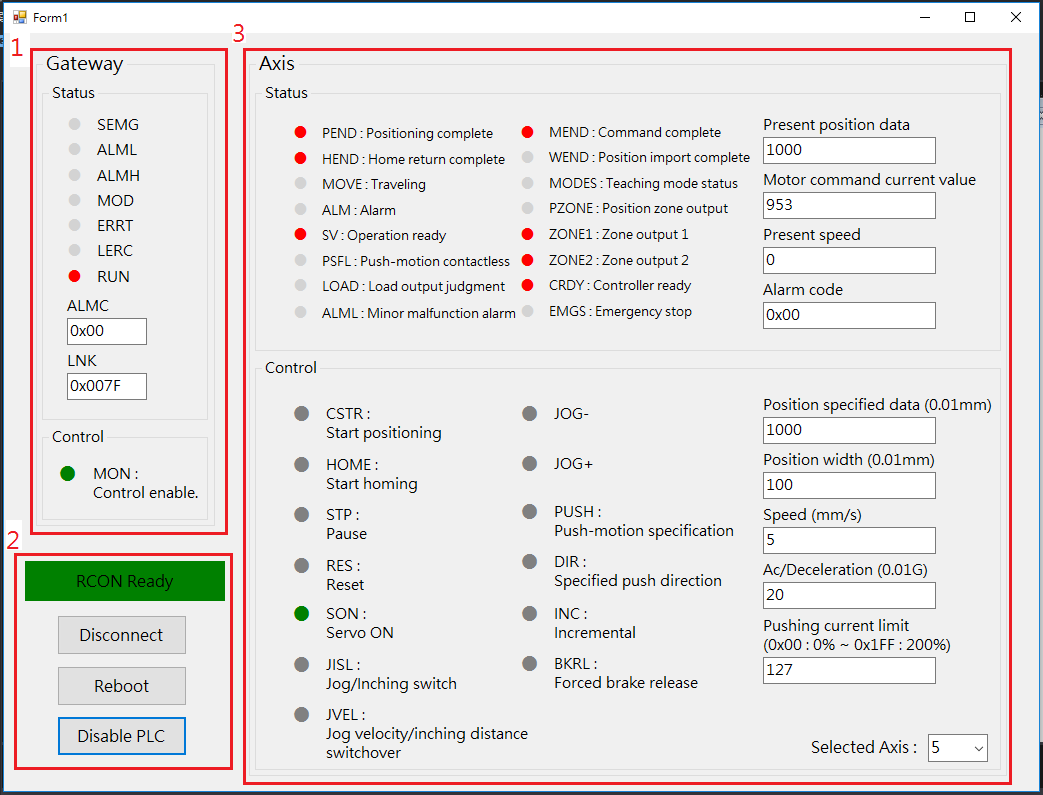 Form1
1
Gateway
Status
SEMG
ALML
ALMH
MOD
ERRT
LERC
RUN
ALMC
0x00
LNK
0x007F
Control
MON :
Control enable.
2
RCON Ready
Disconnect
Reboot
Disable PLC
3
Axis
Status
PEND : Positioning complete
HEND : Home return complete
MOVE : Traveling
ALM : Alarm
SV : Operation ready
PSFL : Push-motion contactless
LOAD : Load output judgment
ALML : Minor malfunction alarm
MEND : Command complete
WEND : Position import complete
MODES : Teaching mode status
PZONE : Position zone output
ZONE1 : Zone output 1
ZONE2 : Zone output 2
CRDY : Controller ready
EMGS : Emergency stop
Present position data
1000
Motor command current value
953
Present speed
0
Alarm code
0x00
Control
CSTR :
Start positioning
HOME :
Start homing
STP :
Pause
RES :
Reset
SON :
Servo ON
JISL :
Jog/Inching switch
JVEL :
Jog velocity/inching distance
switchover
JOG-
JOG+
PUSH :
Push-motion specification
DIR :
Specified push direction
INC :
Incremental
BKRL :
Forced brake release
Position specified data (0.01mm)
1000
Position width (0.01mm)
100
Speed (mm/s)
5
Ac/Deceleration (0.01G)
20
Pushing current limit
(0x00 : 0% ~ 0x1FF : 200%)
127
Selected Axis : 5